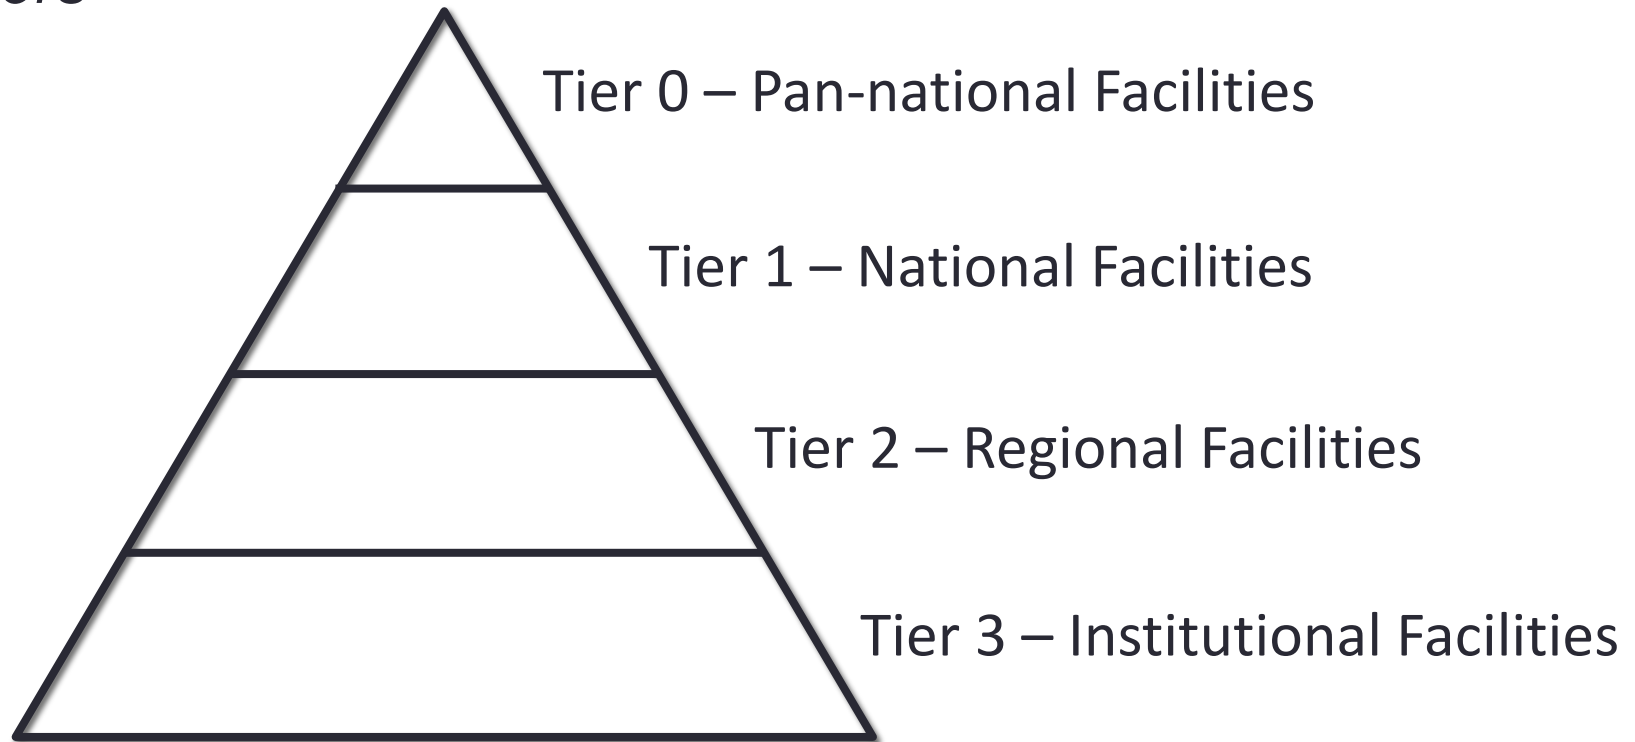 Tier 0 – Pan-national Facilities
Tier 1 – National Facilities
Tier 2 – Regional Facilities
Tier 3 – Institutional Facilities